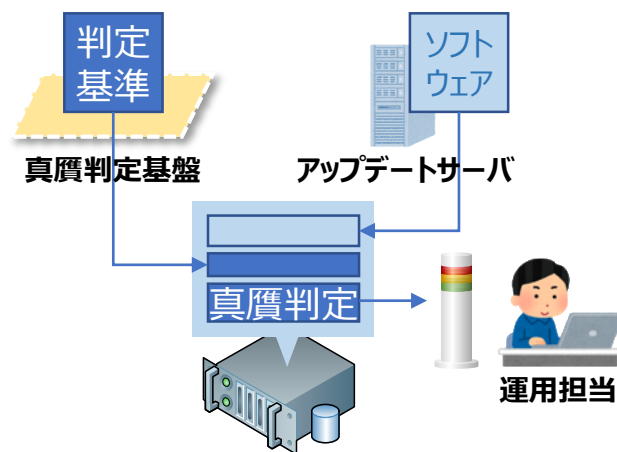 判定
基準
ソフト
ウェア
真贋判定基盤
アップデートサーバ
真贋判定
運用担当